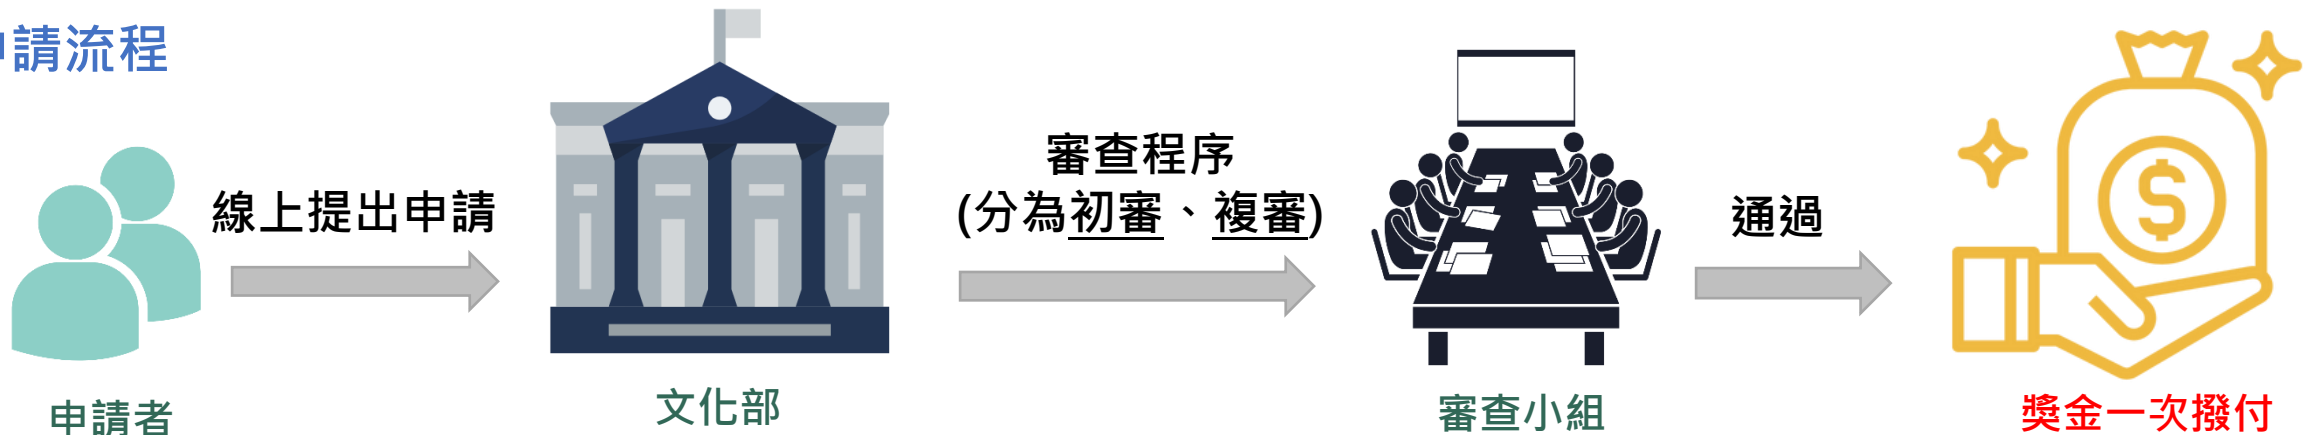 申請流程
線上提出申請
審查程序
(分為初審、複審)
通過
申請者
文化部
審查小組
獎金一次撥付